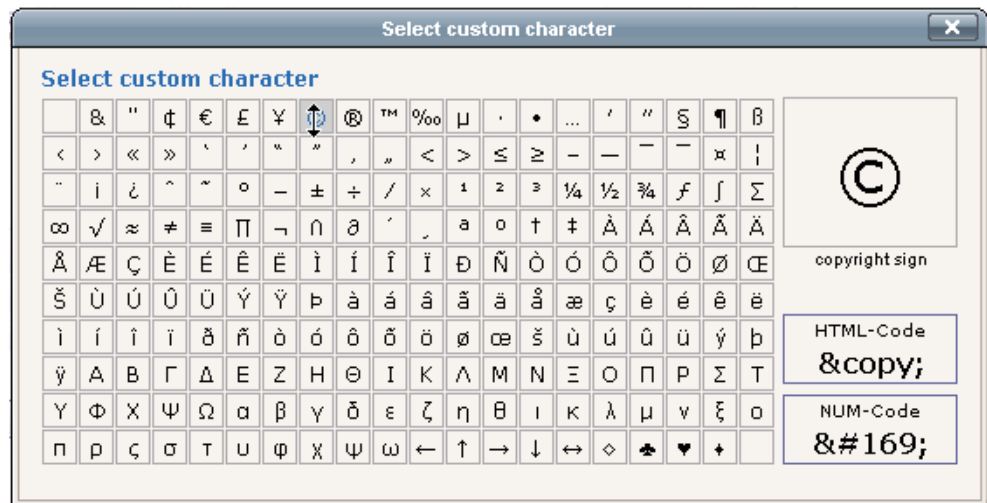 Select custom character
Select custom character
& " ¢ € £ ¥ © ® ™ ‰ µ · • … ′ ″ § ¶ ß
‹ › « » ‘ ’ “ ” ‚ „ < > ≤ ≥ – — ¯ ‾ ¤ ¦
¨ ¡ ¿ ˆ ˜ ° − ± ÷ ⁄ × ¹ ² ³ ¼ ½ ¾ ƒ ∫ ∑
∞ √ ≈ ≠ ≡ ∏ ¬ ∩ ∂ ´ ¸ ª º † ‡ À Á Â Ã Ä
Å Æ Ç È É Ê Ë Ì Í Î Ï Ð Ñ Ò Ó Ô Õ Ö Ø Œ
Š Ù Ú Û Ü Ý Ÿ Þ à á â ã ä å æ ç è é ê ë
ì í î ï ð ñ ò ó ô õ ö ø œ š ù ú û ü ý þ
ÿ Α Β Γ Δ Ε Ζ Η Θ Ι Κ Λ Μ Ν Ξ Ο Π Ρ Σ Τ
Υ Φ Χ Ψ Ω α β γ δ ε ζ η θ ι κ λ μ ν ξ ο
π ρ ς σ τ υ φ χ ψ ω ← ↑ → ↓ ↔ ◊ ♣ ♥ ♦
©
copyright sign
HTML-Code
&copy;
NUM-Code
&#169;